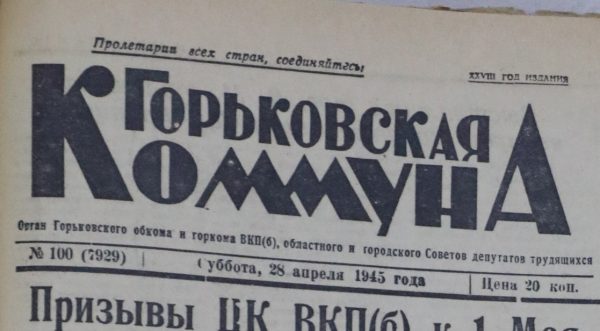 Пролетарии всех стран, соединяйтесь!
XXVIII ГОД ИЗДАНИЯ
ГОРЬКОВСКАЯ
КОММУНА
Орган Горьковского обкома и горкома ВКП(б), областного и городского Советов депутатов трудящихся
№ 100 (7929) | Суббота, 28 апреля 1945 года | Цена 20 коп.
Призывы ЦК ВКП(б) к 1 Мая